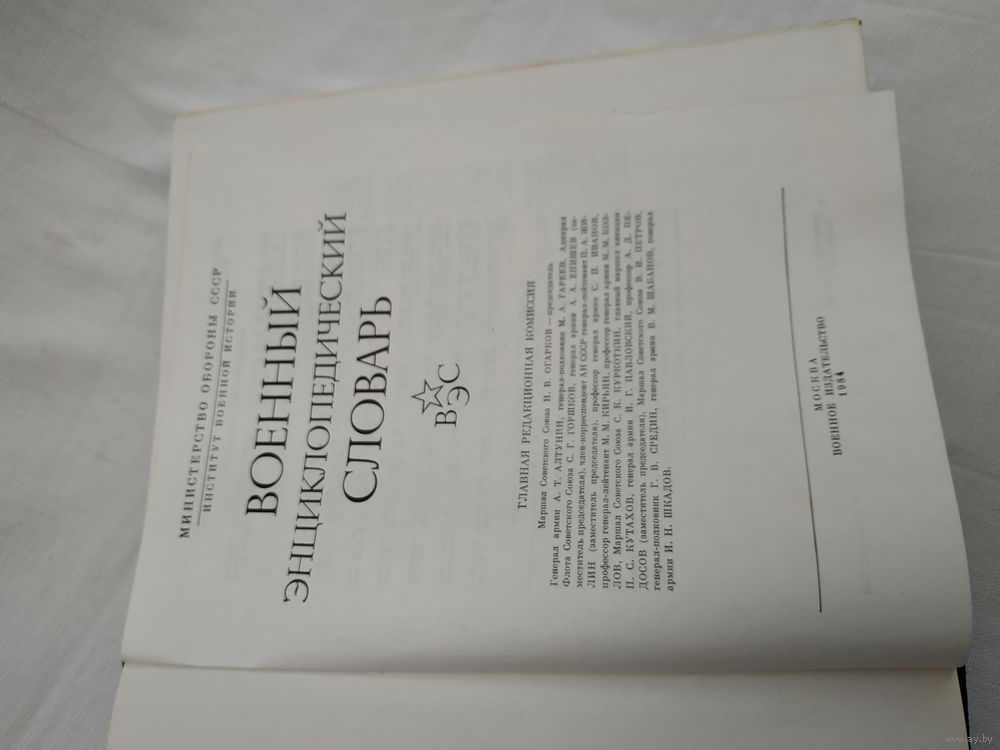 МИНИСТЕРСТВО ОБОРОНЫ СССР
ИНСТИТУТ ВОЕННОЙ ИСТОРИИ
ВОЕННЫЙ
ЭНЦИКЛОПЕДИЧЕСКИЙ
СЛОВАРЬ
ВЭС
ГЛАВНАЯ РЕДАКЦИОННАЯ КОМИССИЯ
Маршал Советского Союза Н. В. ОГАРКОВ — председатель
Генерал армии А. Т. АЛТУНИН, генерал-полковник М. А. ГАРЕЕВ, Адмирал
Флота Советского Союза С. Г. ГОРШКОВ, генерал армии А. А. ЕПИШЕВ (за-
меститель председателя), член-корреспондент АН СССР генерал-лейтенант П. А. ЖИ-
ЛИН (заместитель председателя), профессор генерал армии С. П. ИВАНОВ,
профессор генерал-лейтенант М. М. КИРЬЯН, профессор генерал армии М. М. КОЗ-
ЛОВ, Маршал Советского Союза С. К. КУРКОТКИН, главный маршал авиации
П. С. КУТАХОВ, генерал армии И. Г. ПАВЛОВСКИЙ, профессор А. Д. ПЕ-
ДОСОВ (заместитель председателя), Маршал Советского Союза В. И. ПЕТРОВ,
генерал-полковник Г. В. СРЕДИН, генерал армии В. М. ШАБАНОВ, генерал
армии И. Н. ШКАДОВ.
МОСКВА
ВОЕННОЕ ИЗДАТЕЛЬСТВО
1984
www.ay.by